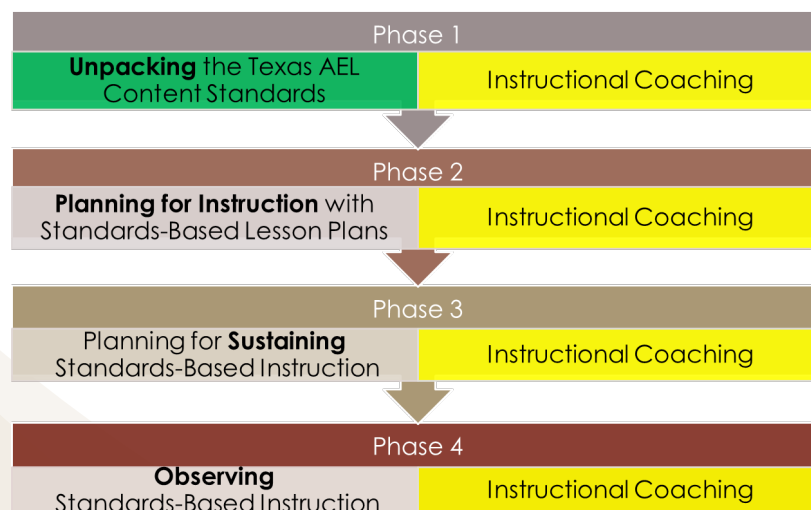 Phase 1
Unpacking the Texas AEL
Content Standards
Instructional Coaching
Phase 2
Planning for Instruction with
Standards-Based Lesson Plans
Instructional Coaching
Phase 3
Planning for Sustaining
Standards-Based Instruction
Instructional Coaching
Phase 4
Observing
Standards-Based Instruction
Instructional Coaching